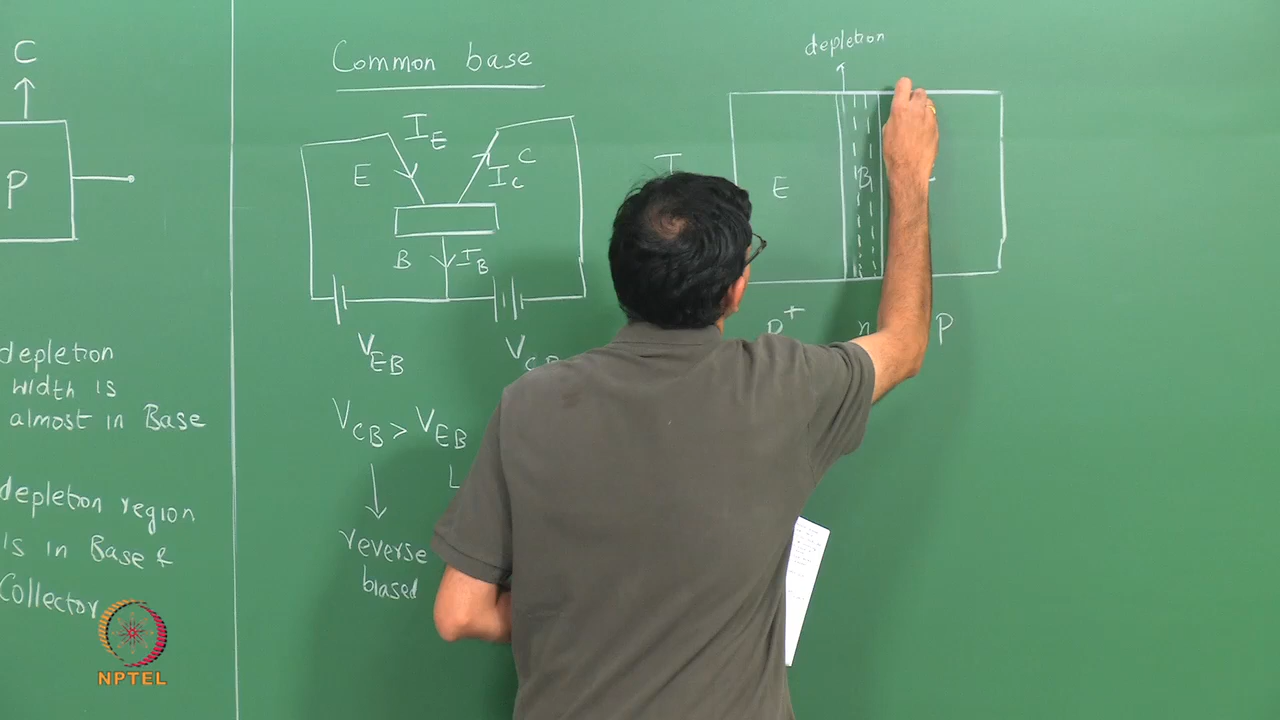 C
P
depletion
width is
almost in Base
depletion region
is in Base &
Collector
NPTEL
Common base
I_E
E
C
I_C
B
I_B
V_EB
V_CB
V_CB > V_EB
reverse
biased
depletion
I
E
B
P+
n
P